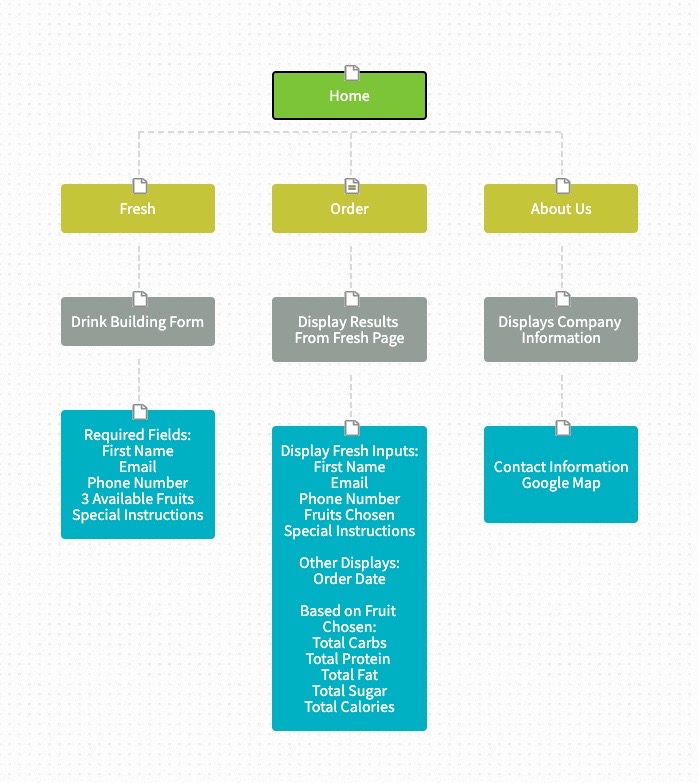 Home
Fresh
Order
About Us
Drink Building Form
Display Results
From Fresh Page
Displays Company
Information
Required Fields:
First Name
Email
Phone Number
3 Available Fruits
Special Instructions
Display Fresh Inputs:
First Name
Email
Phone Number
Fruits Chosen
Special Instructions
Other Displays:
Order Date
Based on Fruit
Chosen:
Total Carbs
Total Protein
Total Fat
Total Sugar
Total Calories
Contact Information
Google Map